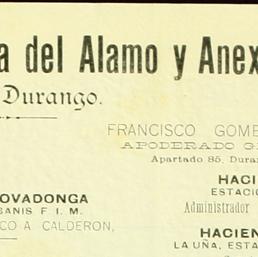 a del Alamo y Anex
Durango.
FRANCISCO GOME
APODERADO G
Apartado 85, Dura
HACI
OVADONGA
ESTACIO
BANIS F I. M.
Administrador
CO A CALDERON,
HACIEN
LA UÑA, ESTA